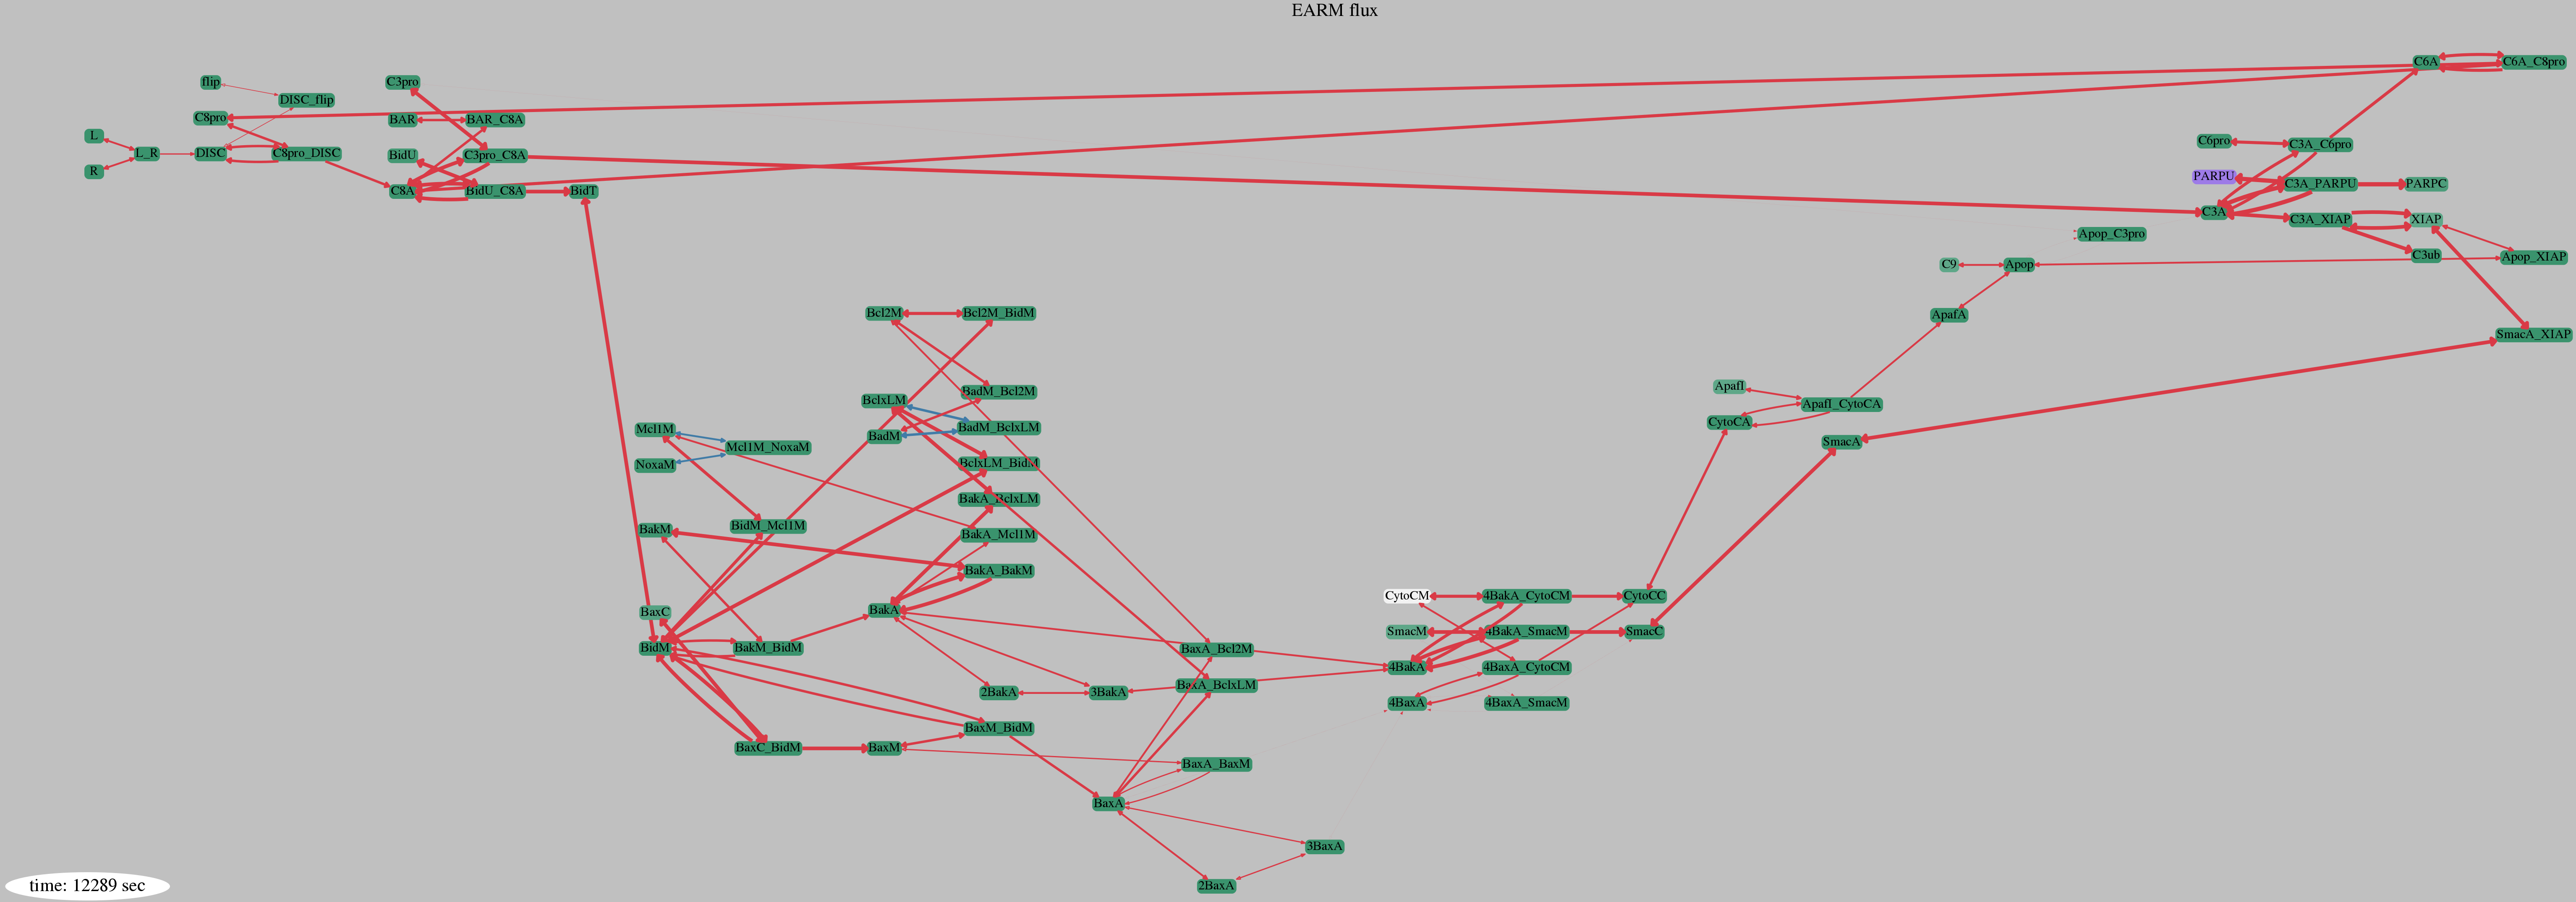 EARM flux
flip
DISC_flip
C8pro
L
L_R
R
DISC
C8pro_DISC
C3pro
BAR
BAR_C8A
BidU
C3pro_C8A
C8A
BidU_C8A
BidT
C6A
C6A_C8pro
C6pro
C3A_C6pro
PARPU
C3A_PARPU
PARPC
C3A
C3A_XIAP
XIAP
C3ub
Apop_XIAP
Apop_C3pro
C9
Apop
ApafA
SmacA_XIAP
Bcl2M
Bcl2M_BidM
BadM_Bcl2M
BclxLM
BadM
BadM_BclxLM
Mcl1M
Mcl1M_NoxaM
NoxaM
BclxLM_BidM
BakA_BclxLM
BidM_Mcl1M
BakM
BakA_Mcl1M
BakA_BakM
ApafI
ApafI_CytoCA
CytoCA
SmacA
BaxC
BakA
BidM
BakM_BidM
2BakA
3BakA
BaxA_Bcl2M
BaxA_BclxLM
CytoCM
4BakA_CytoCM
CytoCC
SmacM
4BakA_SmacM
SmacC
4BakA
4BaxA_CytoCM
4BaxA
4BaxA_SmacM
BaxM_BidM
BaxC_BidM
BaxM
BaxA_BaxM
BaxA
3BaxA
2BaxA
time: 12289 sec